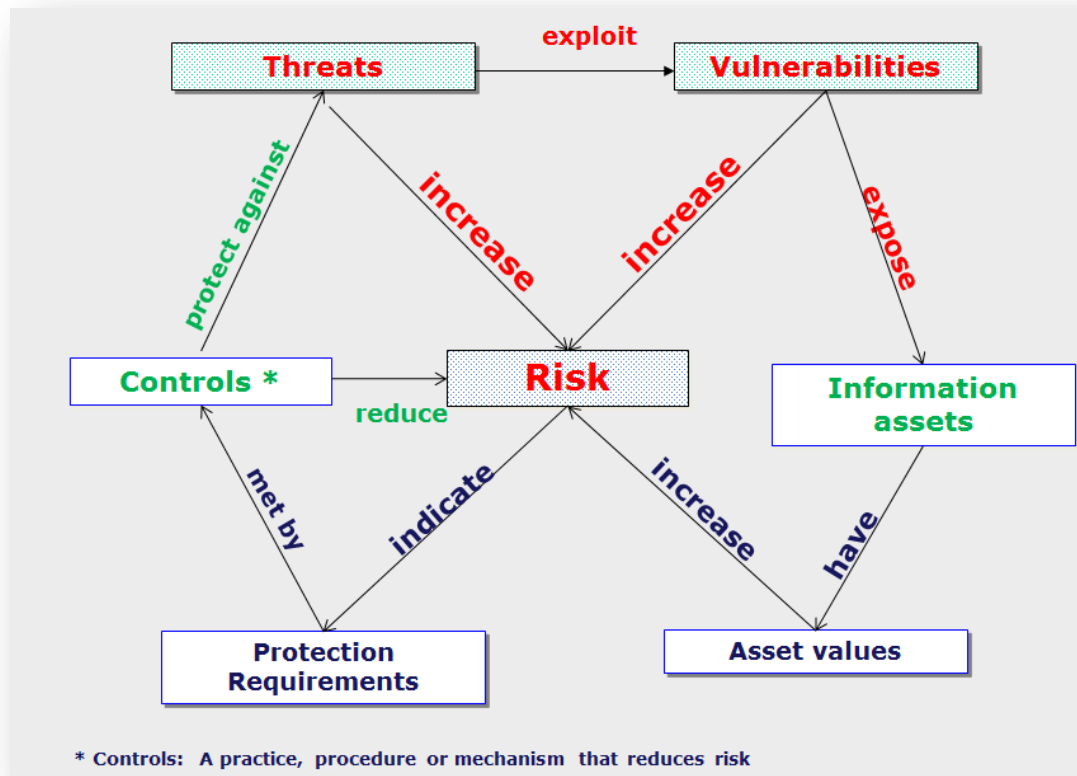 exploit
Threats
Vulnerabilities
protect against
increase
increase
expose
Controls *
reduce
Risk
Information
assets
met by
indicate
increase
have
Protection
Requirements
Asset values
* Controls: A practice, procedure or mechanism that reduces risk